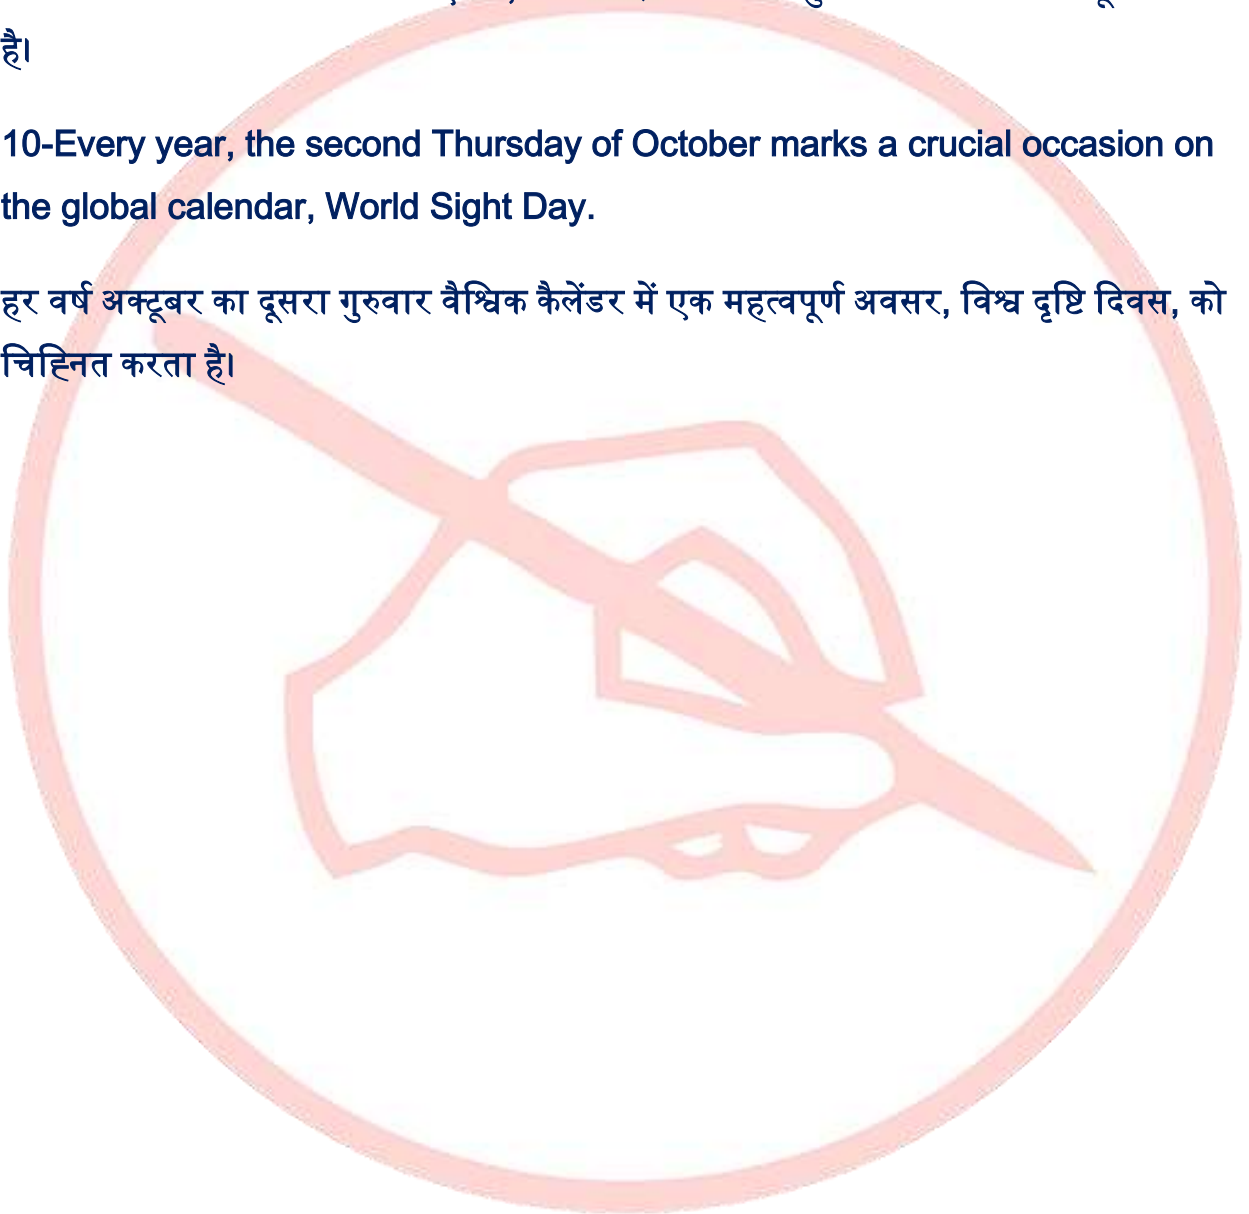 है।
10-Every year, the second Thursday of October marks a crucial occasion on
the global calendar, World Sight Day.
हर वर्ष अक्टूबर का दूसरा गुरुवार वैश्विक कैलेंडर में एक महत्वपूर्ण अवसर, विश्व दृष्टि दिवस, को
चिह्नित करता है।